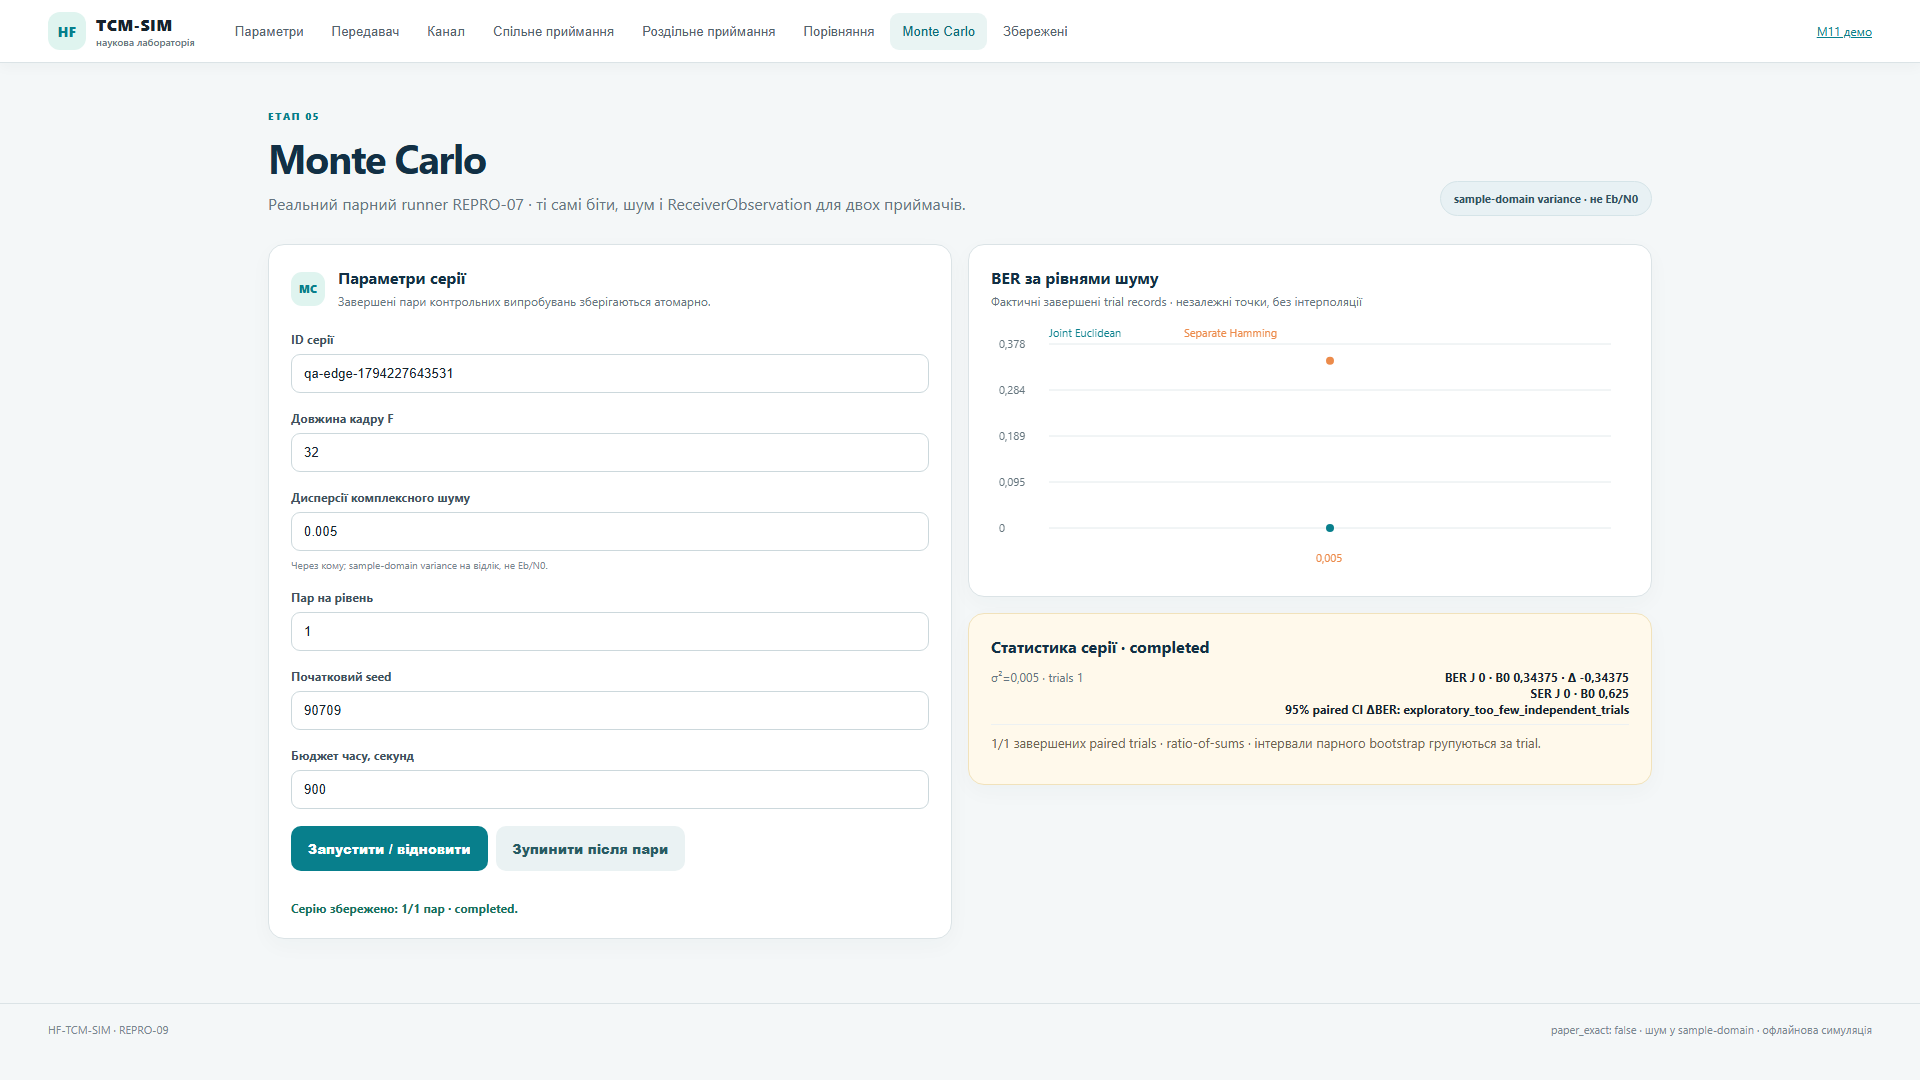 HF
TCM-SIM
наукова лабораторія
Параметри
Передавач
Канал
Спільне приймання
Роздільне приймання
Порівняння
Monte Carlo
Збережені
M11 демо
ЕТАП 05
Monte Carlo
Реальний парний runner REPRO-07 · ті самі біти, шум і ReceiverObservation для двох приймачів.
sample-domain variance · не Eb/N0
MC
Параметри серії
Завершені пари контрольних випробувань зберігаються атомарно.
ID серії
qa-edge-1794227643531
Довжина кадру F
32
Дисперсії комплексного шуму
0.005
Через кому; sample-domain variance на відлік, не Eb/N0.
Пар на рівень
1
Початковий seed
90709
Бюджет часу, секунд
900
Запустити / відновити
Зупинити після пари
Серію збережено: 1/1 пар · completed.
BER за рівнями шуму
Фактичні завершені trial records · незалежні точки, без інтерполяції
Joint Euclidean
Separate Hamming
0,378
0,284
0,189
0,095
0
0,005
Статистика серії · completed
σ²=0,005 · trials 1
BER J 0 · B0 0,34375 · Δ -0,34375
SER J 0 · B0 0,625
95% paired CI ΔBER: exploratory_too_few_independent_trials
1/1 завершених paired trials · ratio-of-sums · інтервали парного bootstrap групуються за trial.
HF-TCM-SIM · REPRO-09
paper_exact: false · шум у sample-domain · офлайнова симуляція